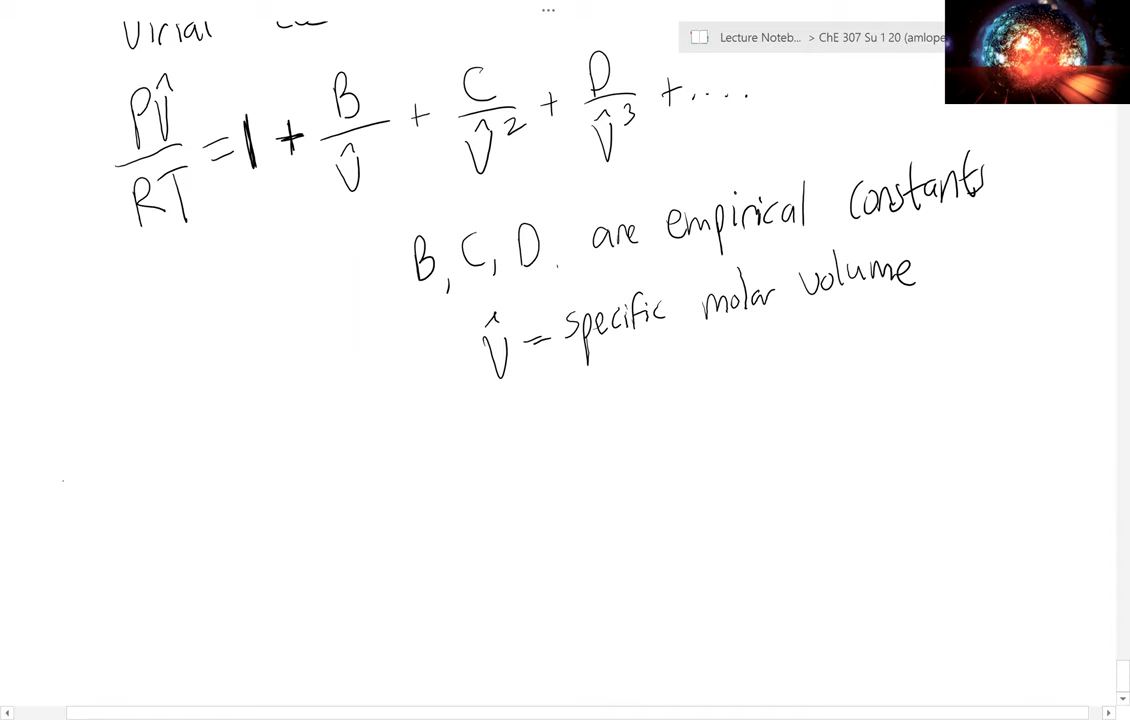 Lecture Noteb... > ChE 307 Su 1 20 (amlope
Virial
PV̂/RT = 1 + B/V̂ + C/V̂² + D/V̂³ + ....
B, C, D. are empirical constants
V̂ = specific molar volume